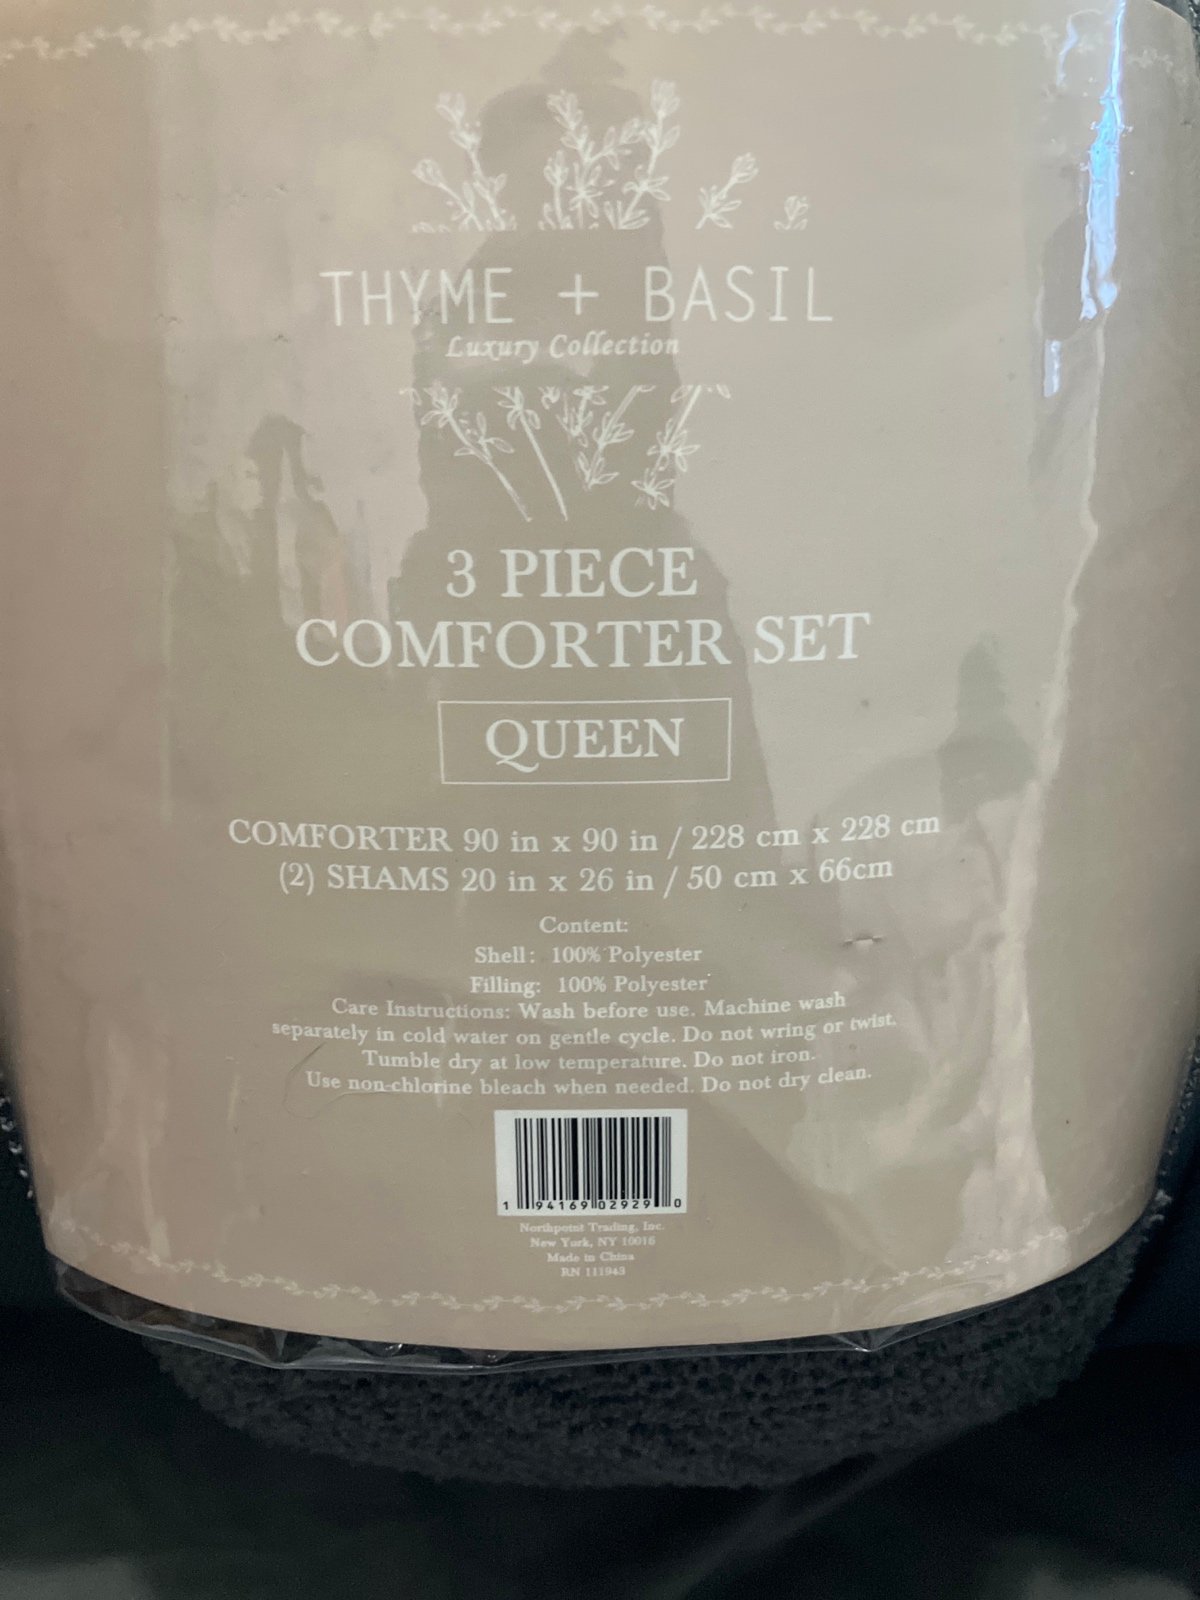 THYME + BASIL
Luxury Collection
3 PIECE
COMFORTER SET
QUEEN
COMFORTER 90 in x 90 in / 228 cm x 228 cm
(2) SHAMS 20 in x 26 in / 50 cm x 66cm
Content:
Shell: 100% Polyester
Filling: 100% Polyester
Care Instructions: Wash before use. Machine wash
separately in cold water on gentle cycle. Do not wring or twist.
Tumble dry at low temperature. Do not iron.
Use non-chlorine bleach when needed. Do not dry clean.
1 94169 02929 0
Northpoint Trading, Inc.
New York, NY 10016
Made in China
RN 111943